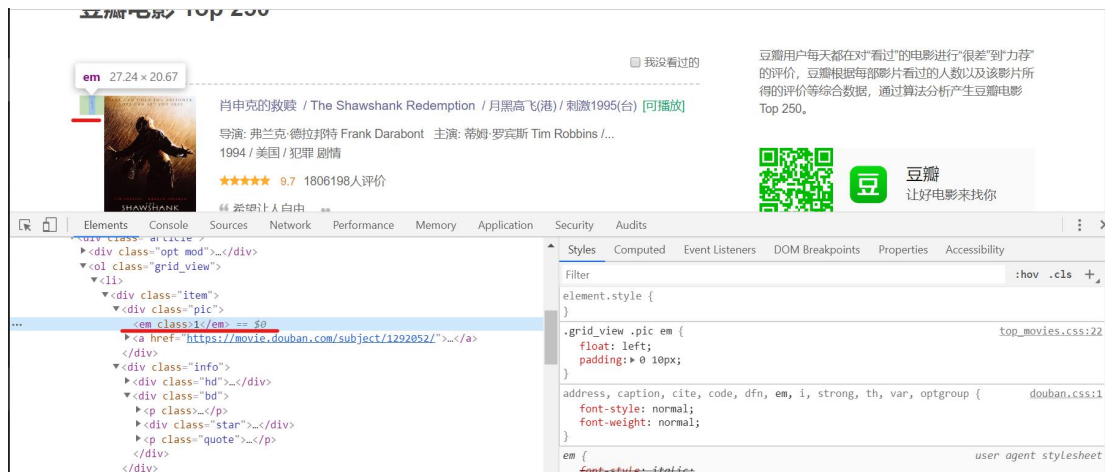 豆瓣电影 Top 250
我没看过的
em 27.24 × 20.67
肖申克的救赎 / The Shawshank Redemption / 月黑高飞(港) / 刺激1995(台) [可播放]
导演: 弗兰克·德拉邦特 Frank Darabont 主演: 蒂姆·罗宾斯 Tim Robbins /...
1994 / 美国 / 犯罪 剧情
9.7 1806198人评价
希望让人自由
SHAWSHANK
豆瓣用户每天都在对“看过”的电影进行“很差”到“力荐”
的评价，豆瓣根据每部影片看过的人数以及该影片所
得的评价等综合数据，通过算法分析产生豆瓣电影
Top 250。
豆
豆瓣
让好电影来找你
Elements Console Sources Network Performance Memory Application Security Audits
<div class="article">
▶<div class="opt mod">…</div>
▼<ol class="grid_view">
▼<li>
▼<div class="item">
▼<div class="pic">
<em class>1</em> == $0
▶<a href="https://movie.douban.com/subject/1292052/">…</a>
</div>
▼<div class="info">
▶<div class="hd">…</div>
▼<div class="bd">
▶<p class>…</p>
▶<div class="star">…</div>
▶<p class="quote">…</p>
</div>
</div>
Styles Computed Event Listeners DOM Breakpoints Properties Accessibility
Filter :hov .cls +
element.style {
}
.grid_view .pic em { top_movies.css:22
float: left;
padding:▶ 0 10px;
}
address, caption, cite, code, dfn, em, i, strong, th, var, optgroup { douban.css:1
font-style: normal;
font-weight: normal;
}
em { user agent stylesheet
font-style: italic;